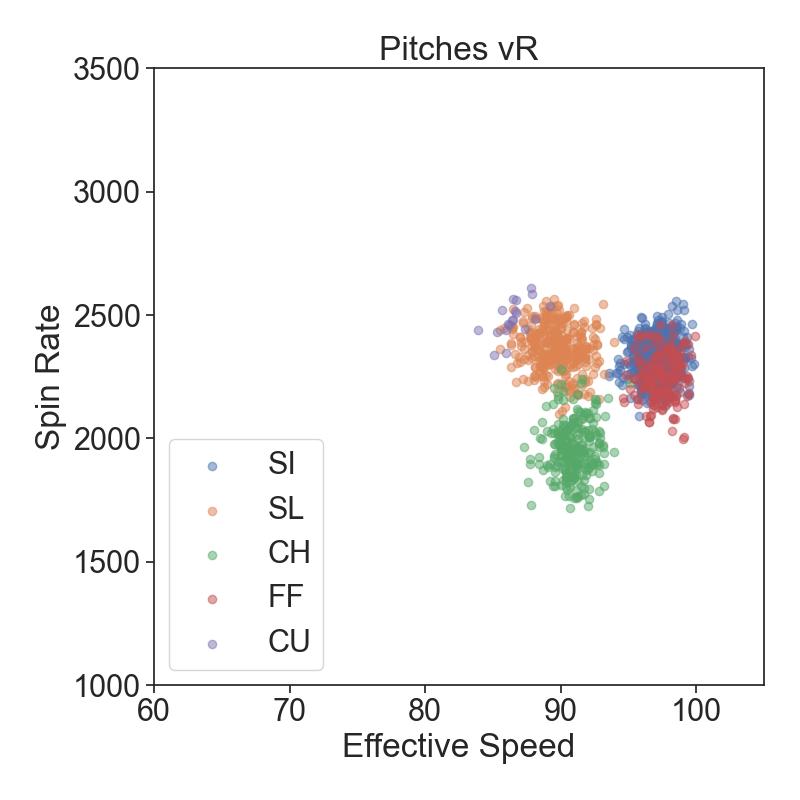 Pitches vR
3500
3000
2500
2000
1500
1000
Spin Rate
SI
SL
CH
FF
CU
60 70 80 90 100
Effective Speed